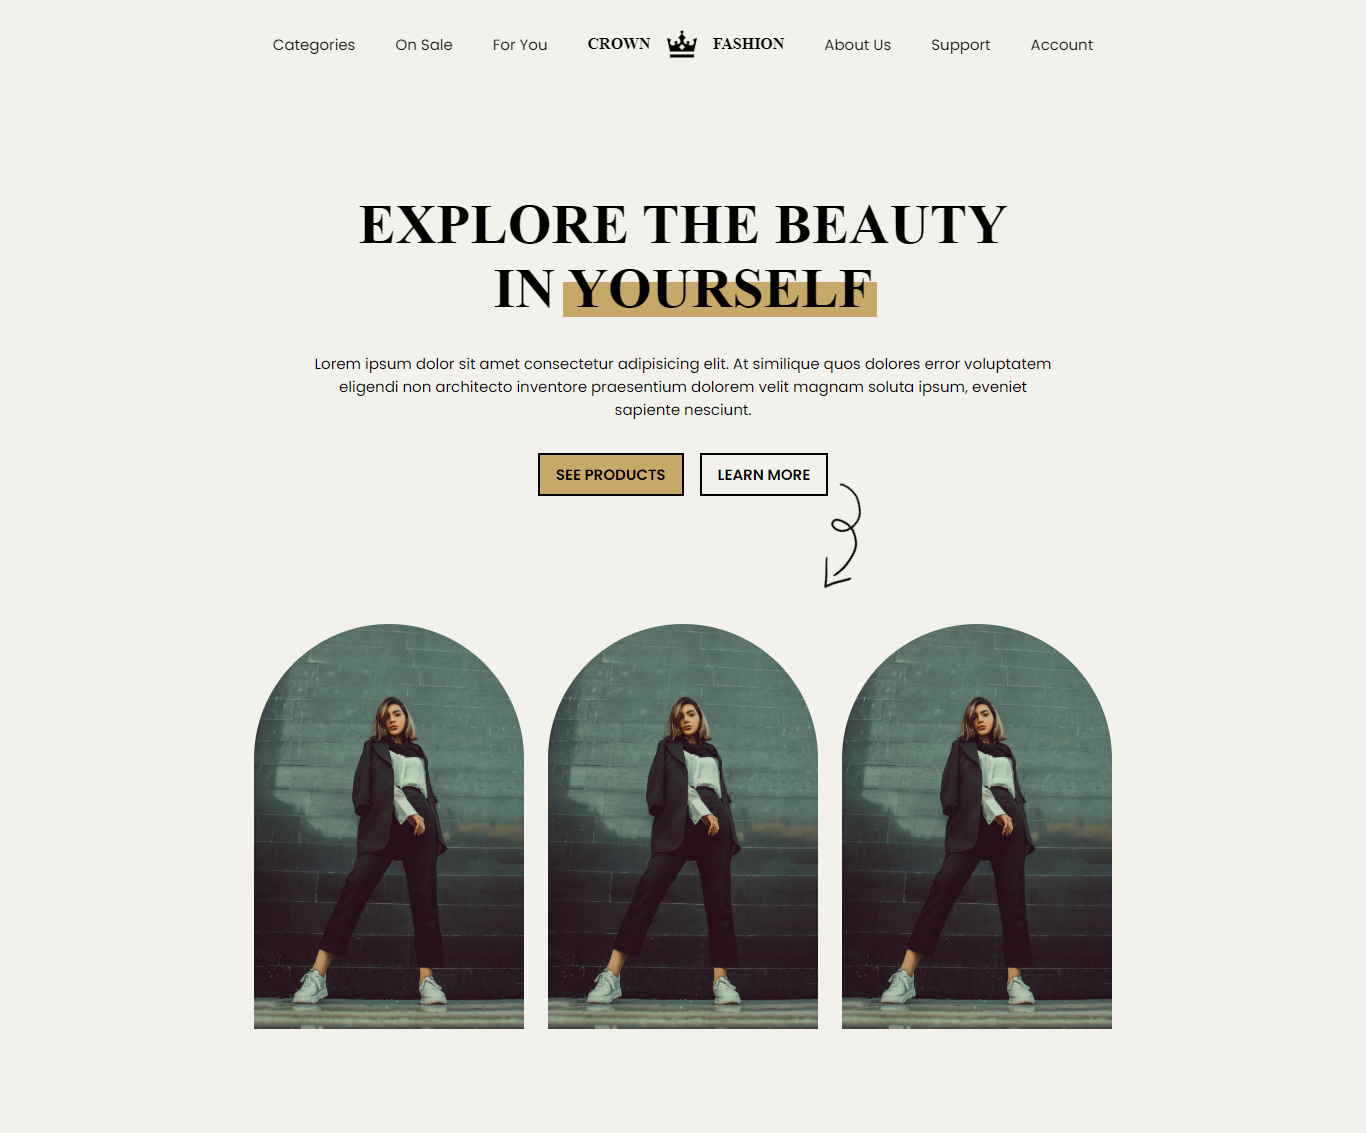 Categories On Sale For You CROWN FASHION About Us Support Account
EXPLORE THE BEAUTY
IN YOURSELF
Lorem ipsum dolor sit amet consectetur adipisicing elit. At similique quos dolores error voluptatem
eligendi non architecto inventore praesentium dolorem velit magnam soluta ipsum, eveniet
sapiente nesciunt.
SEE PRODUCTS LEARN MORE